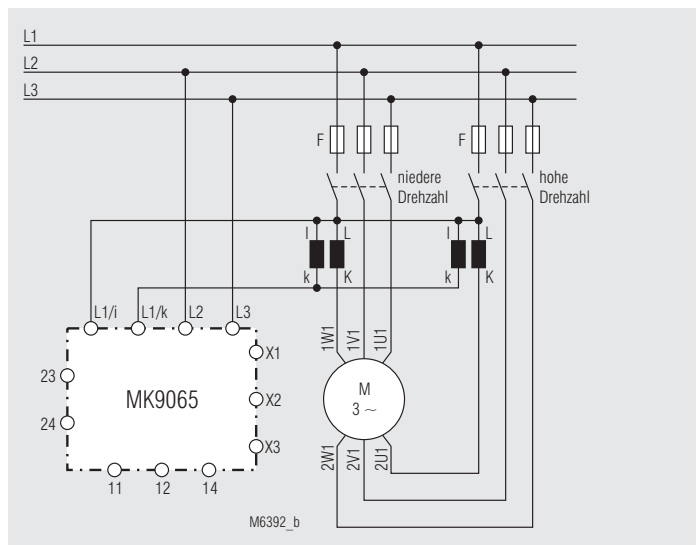 L1
L2
L3
F
F
niedere
Drehzahl
hohe
Drehzahl
l
L
l
L
k
K
k
K
L1/i
L1/k
L2
L3
X1
X2
X3
23
24
MK9065
11
12
14
1W1
1V1
1U1
M
3 ~
2W1
2V1
2U1
M6392_b